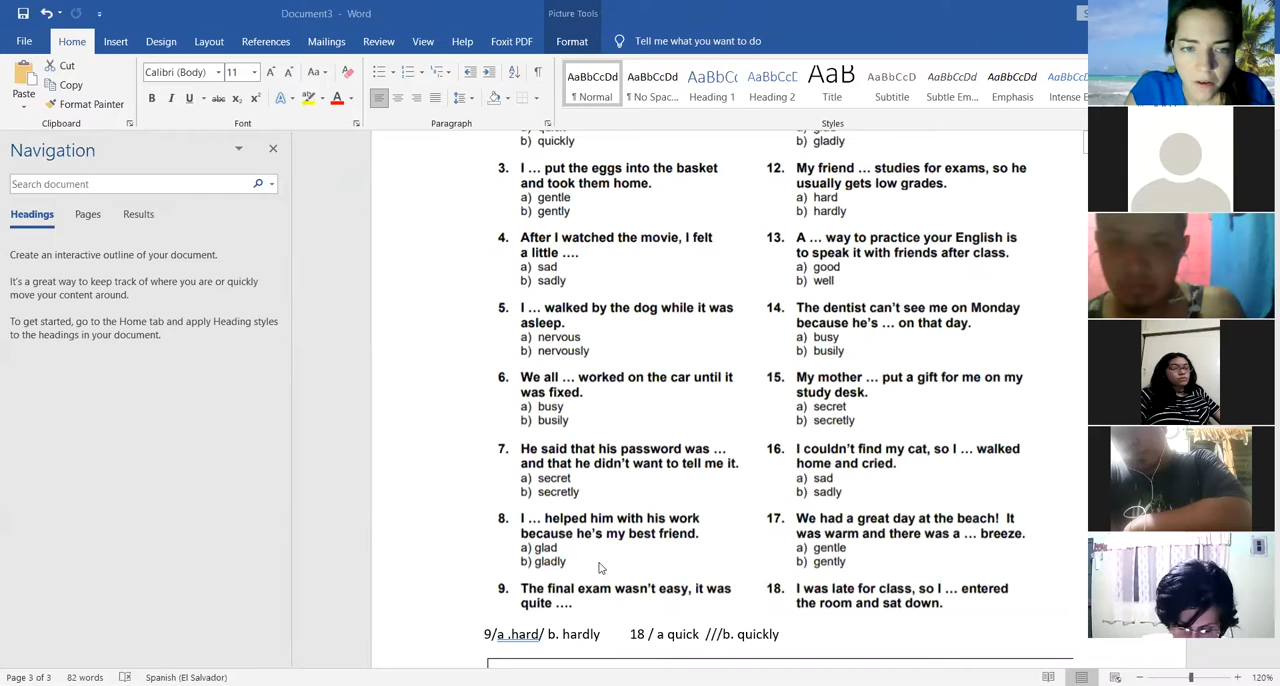 Document3 - Word
Picture Tools
File
Home
Insert
Design
Layout
References
Mailings
Review
View
Help
Foxit PDF
Format
Tell me what you want to do
Paste
Cut
Copy
Format Painter
Clipboard
Calibri (Body)
11
Font
Paragraph
AaBbCcDd
¶ Normal
AaBbCcDd
¶ No Spac...
AaBbCc
Heading 1
AaBbCcD
Heading 2
AaB
Title
AaBbCcD
Subtitle
AaBbCcDd
Subtle Em...
AaBbCcDd
Emphasis
AaBbCcDd
Intense E
Styles
Navigation
Search document
Headings
Pages
Results
Create an interactive outline of your document.
It's a great way to keep track of where you are or quickly
move your content around.
To get started, go to the Home tab and apply Heading styles
to the headings in your document.
b) quickly
3. I ... put the eggs into the basket
and took them home.
a) gentle
b) gently
4. After I watched the movie, I felt
a little ....
a) sad
b) sadly
5. I ... walked by the dog while it was
asleep.
a) nervous
b) nervously
6. We all ... worked on the car until it
was fixed.
a) busy
b) busily
7. He said that his password was ...
and that he didn't want to tell me it.
a) secret
b) secretly
8. I ... helped him with his work
because he's my best friend.
a) glad
b) gladly
9. The final exam wasn't easy, it was
quite ....
b) gladly
12. My friend ... studies for exams, so he
usually gets low grades.
a) hard
b) hardly
13. A ... way to practice your English is
to speak it with friends after class.
a) good
b) well
14. The dentist can't see me on Monday
because he's ... on that day.
a) busy
b) busily
15. My mother ... put a gift for me on my
study desk.
a) secret
b) secretly
16. I couldn't find my cat, so I ... walked
home and cried.
a) sad
b) sadly
17. We had a great day at the beach! It
was warm and there was a ... breeze.
a) gentle
b) gently
18. I was late for class, so I ... entered
the room and sat down.
9/a .hard/ b. hardly 18 / a quick ///b. quickly
Page 3 of 3
82 words
Spanish (El Salvador)
120%